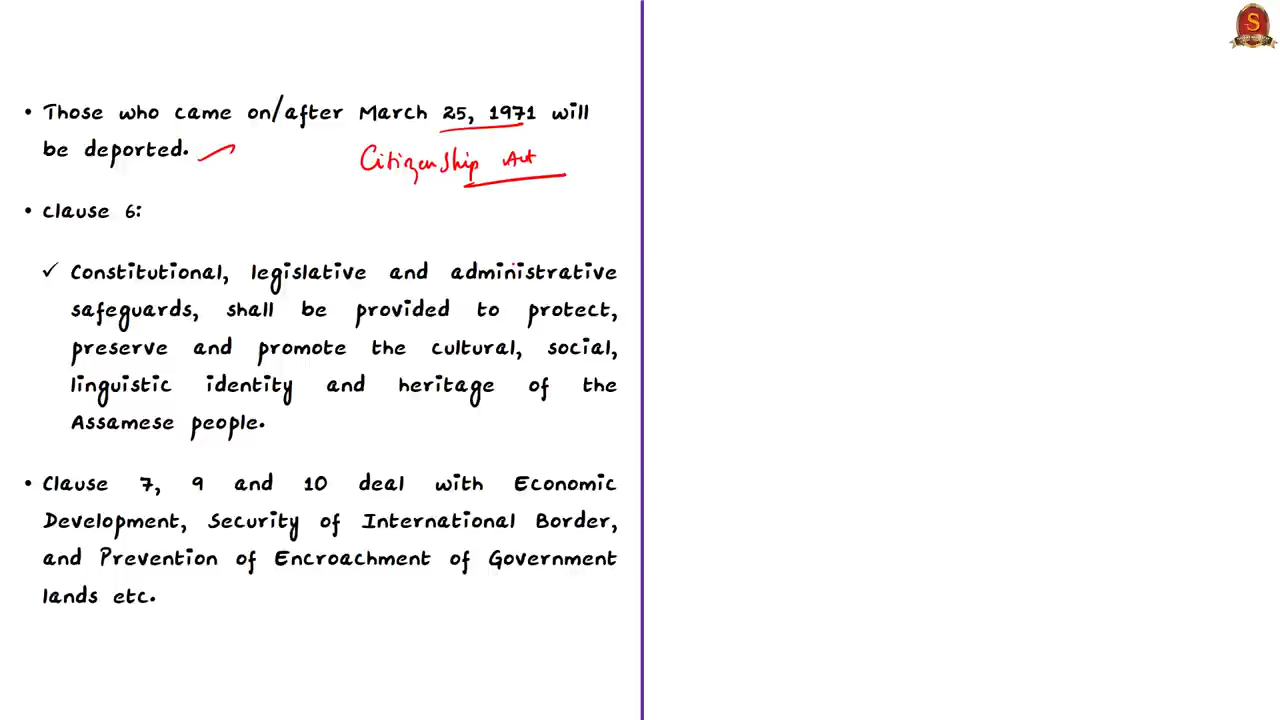 • Those who came on/after March 25, 1971 will
be deported.
Citizenship Act
• Clause 6:
✓ Constitutional, legislative and administrative
safeguards, shall be provided to protect,
preserve and promote the cultural, social,
linguistic identity and heritage of the
Assamese people.
• Clause 7, 9 and 10 deal with Economic
Development, Security of International Border,
and Prevention of Encroachment of Government
lands etc.
S